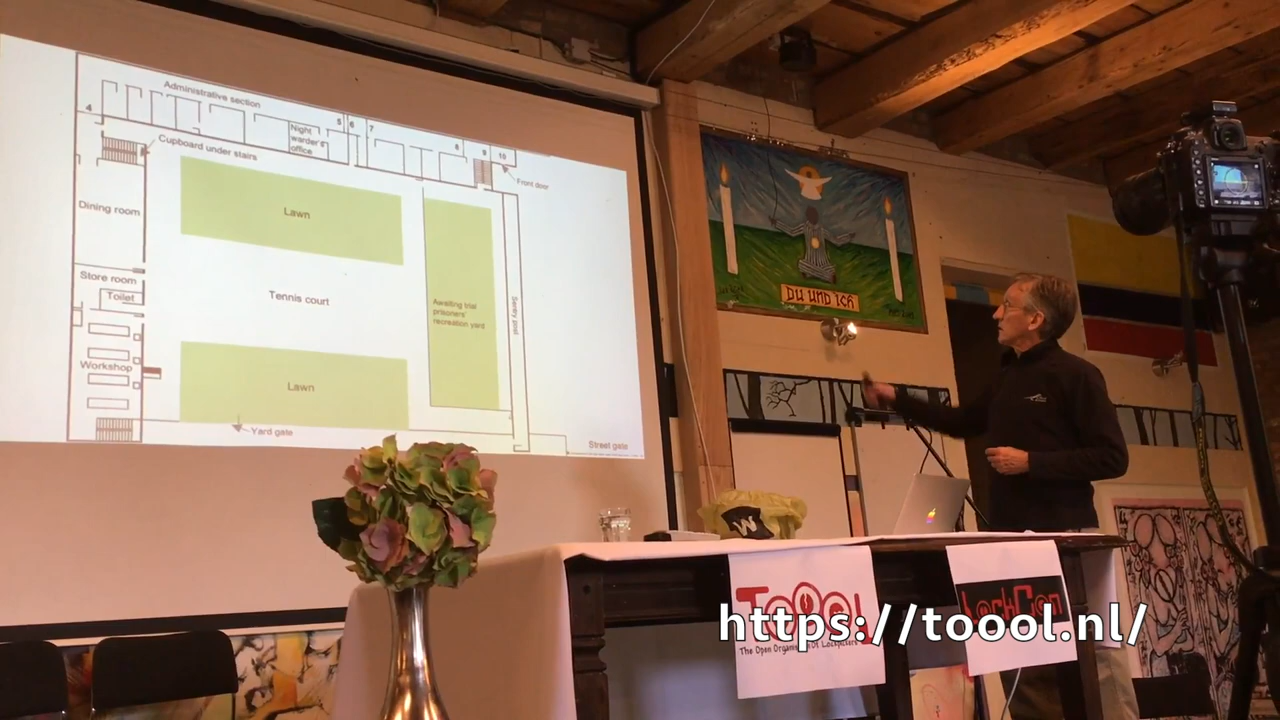 Administrative section
4
5
6
7
8
9
10
Night
warder's
office
Cupboard under stairs
Front door
Dining room
Lawn
Store room
Toilet
Tennis court
Awaiting trial
prisoners'
recreation yard
Sentry post
Workshop
Lawn
Yard gate
Street gate
DU UND ICH
W
TOOOL
The Open Organisation Of Lockpickers
LockCon
https://toool.nl/